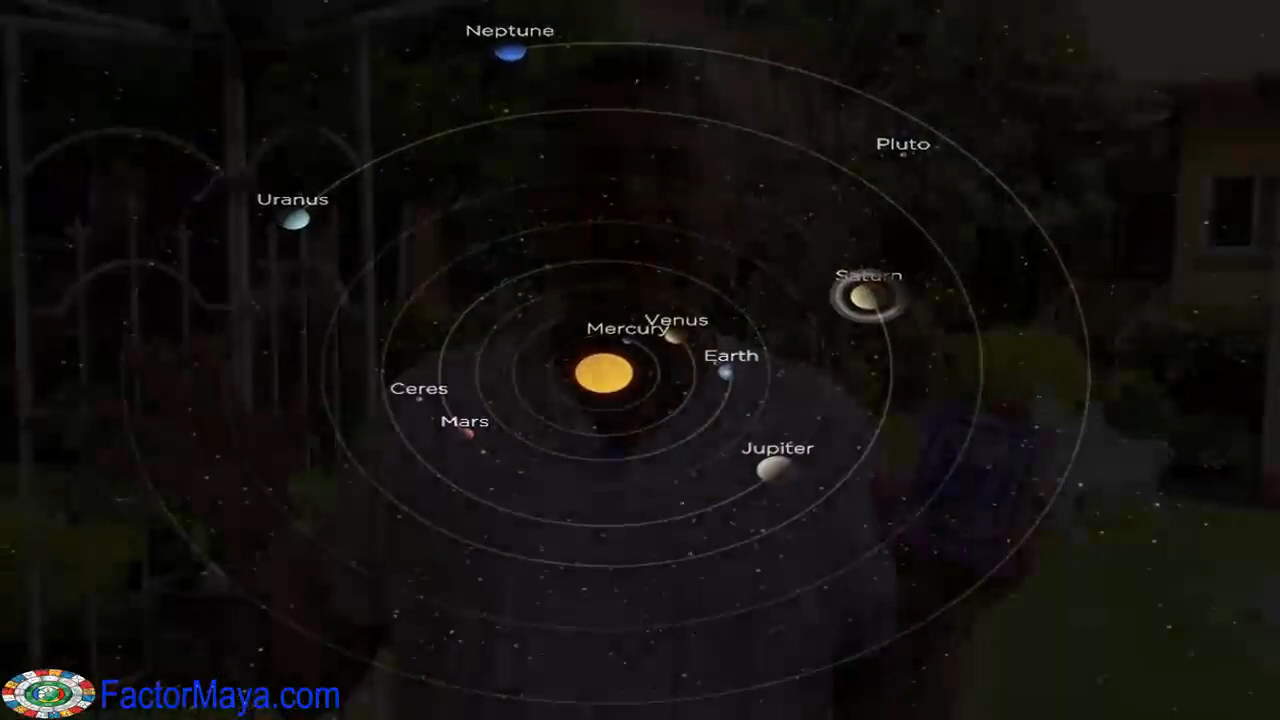 Neptune
Pluto
Uranus
Saturn
Venus
Mercury
Earth
Ceres
Mars
Jupiter
FactorMaya.com